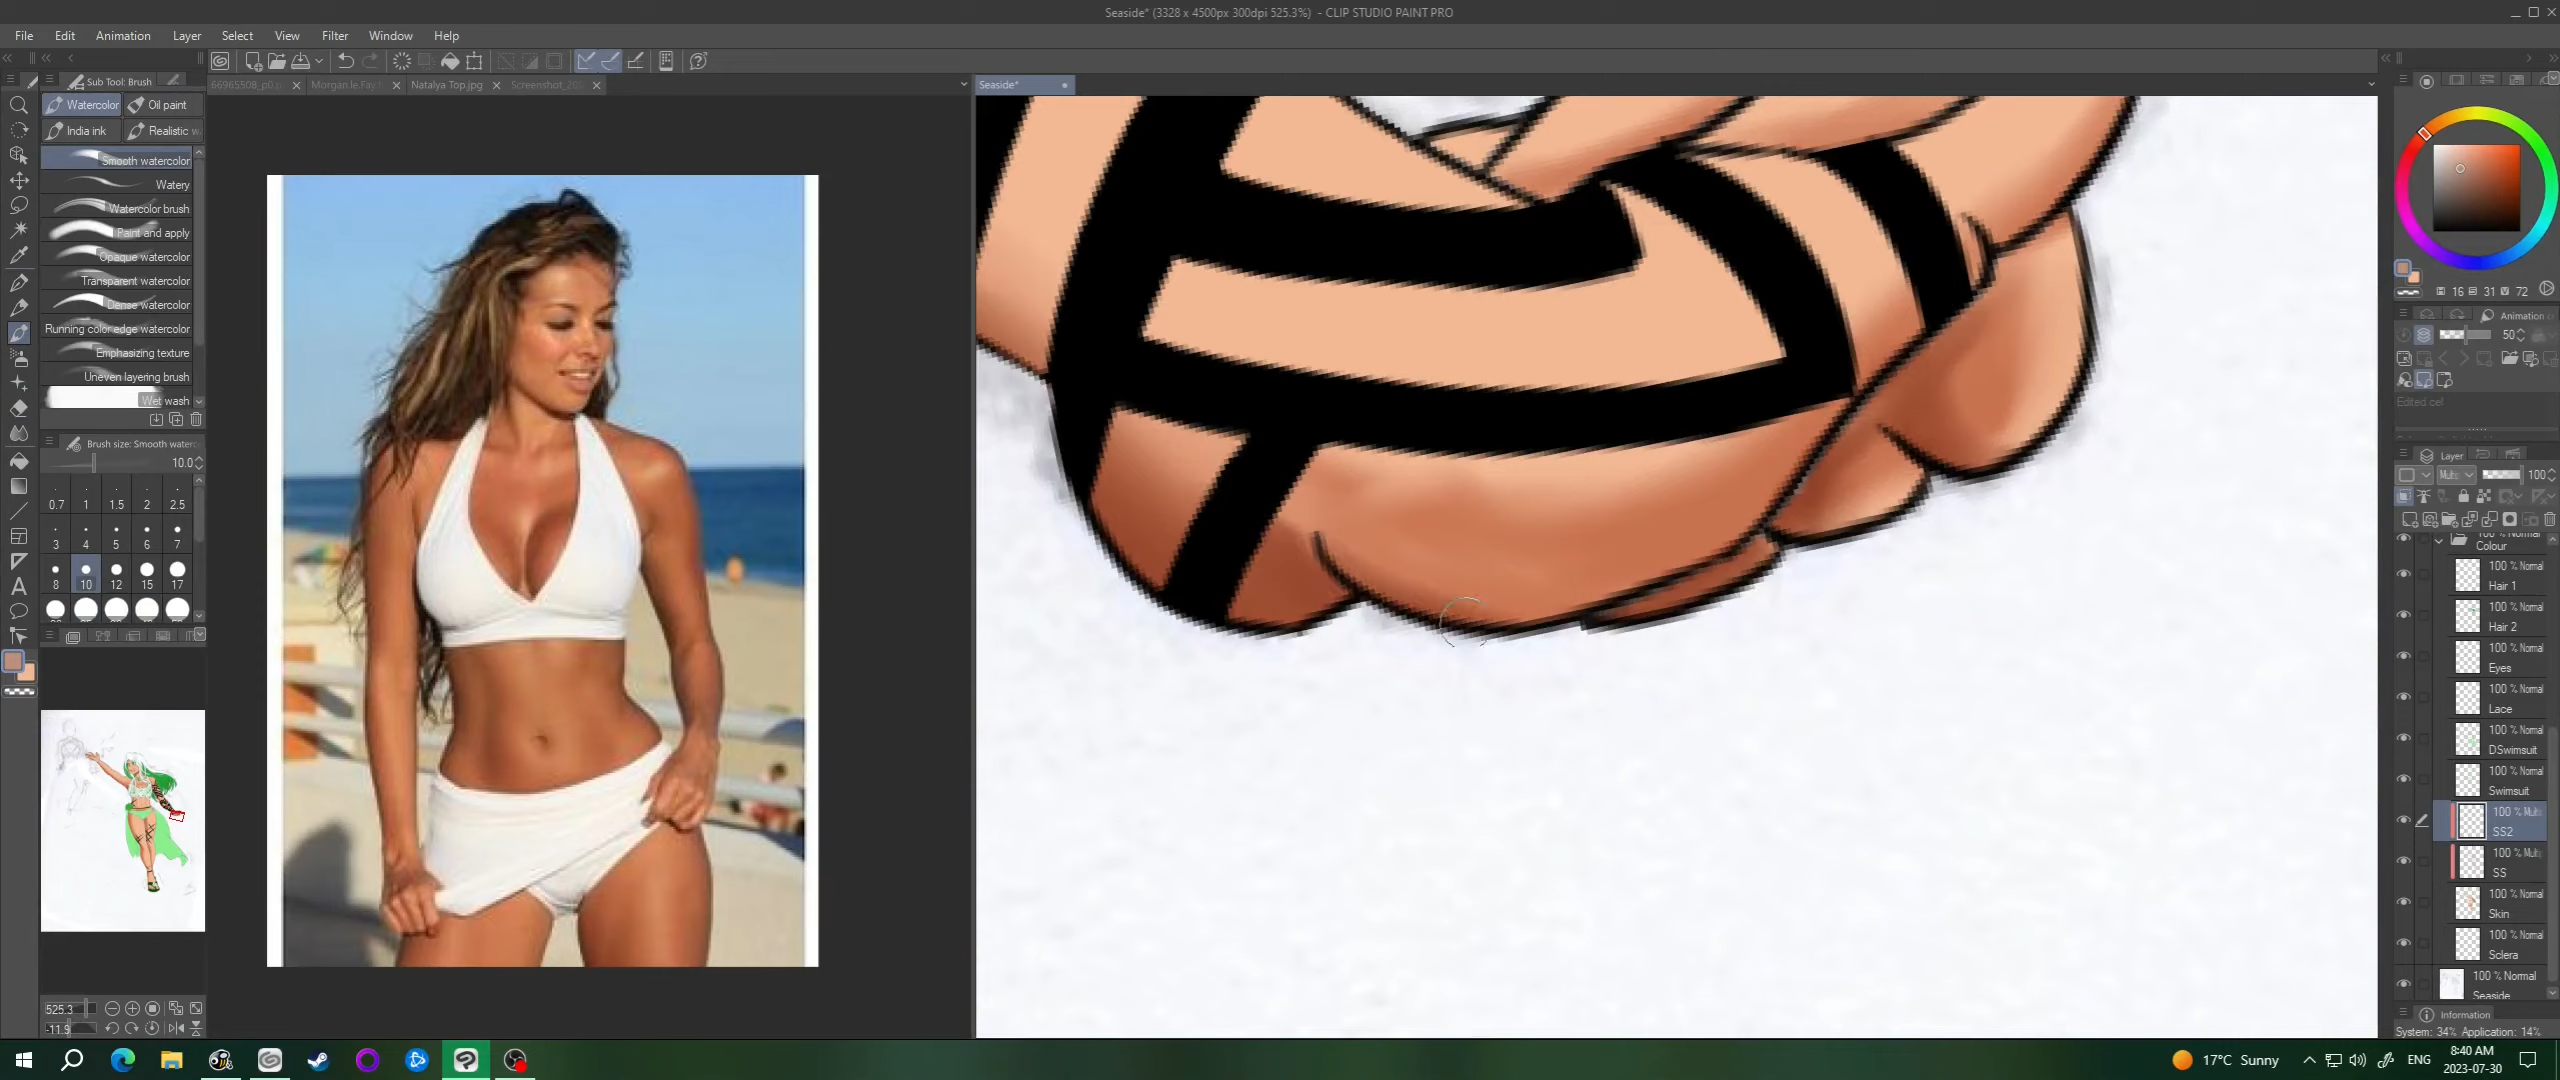 Seaside* (3328 x 4500px 300dpi 525.3%) - CLIP STUDIO PAINT PRO
File Edit Animation Layer Select View Filter Window Help
Sub Tool: Brush
Natalya Top.jpg
Seaside*
Watercolor Oil paint
India ink Realistic
Smooth watercolor
Watery
Watercolor brush
Paint and apply
Opaque watercolor
Transparent watercolor
Dense watercolor
Running color edge watercolor
Emphasizing texture
Uneven layering brush
Wet wash
Brush size: Smooth water
10.0
0.7 1 1.5 2 2.5
3 4 5 6 7
8 10 12 15 17
525.3
-11.9
16 31 72
Animation
50
Edited cel
Layer
100
Colour
100 % Normal
Hair 1
100 % Normal
Hair 2
100 % Normal
Eyes
100 % Normal
Lace
100 % Normal
DSwimsuit
100 % Normal
Swimsuit
100 %
SS2
100 %
SS
100 % Normal
Skin
100 % Normal
Sclera
100 % Normal
Seaside
Information
System: 34% Application: 14%
17°C Sunny
ENG
8:40 AM
2023-07-30